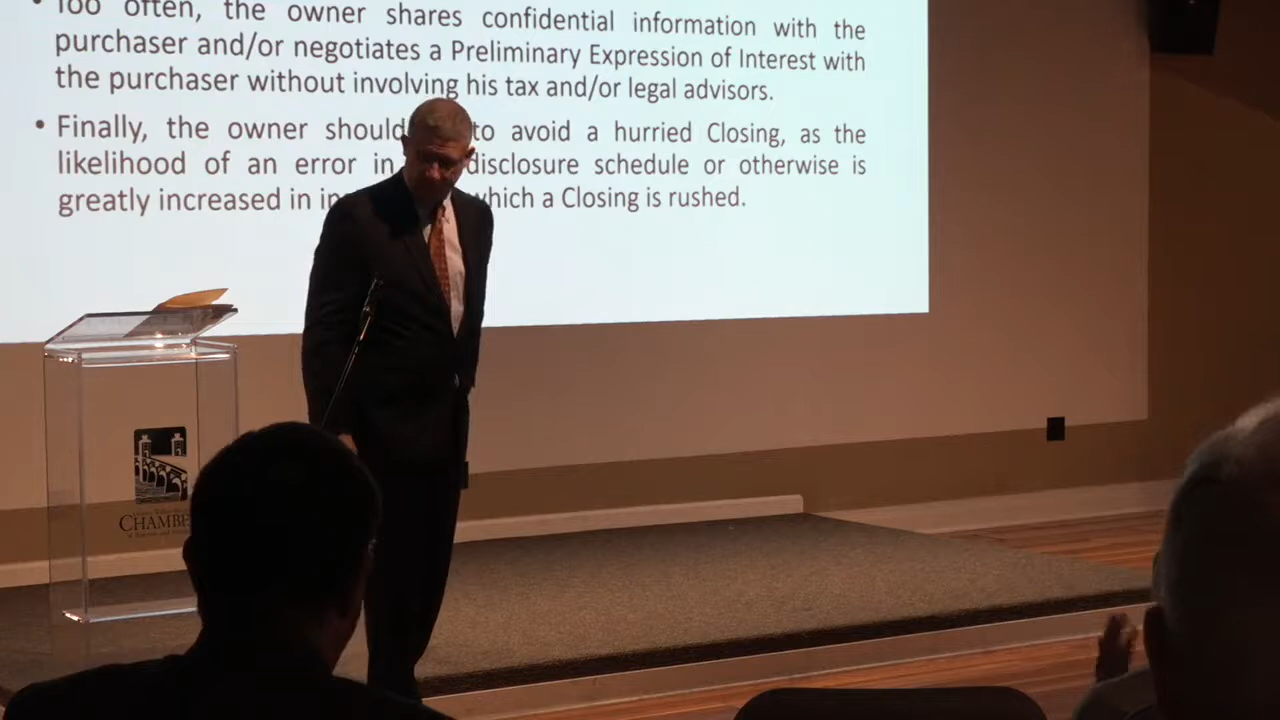 • Too often, the owner shares confidential information with the
purchaser and/or negotiates a Preliminary Expression of Interest with
the purchaser without involving his tax and/or legal advisors.
• Finally, the owner should to avoid a hurried Closing, as the
likelihood of an error in disclosure schedule or otherwise is
greatly increased in in which a Closing is rushed.
CHAMBE